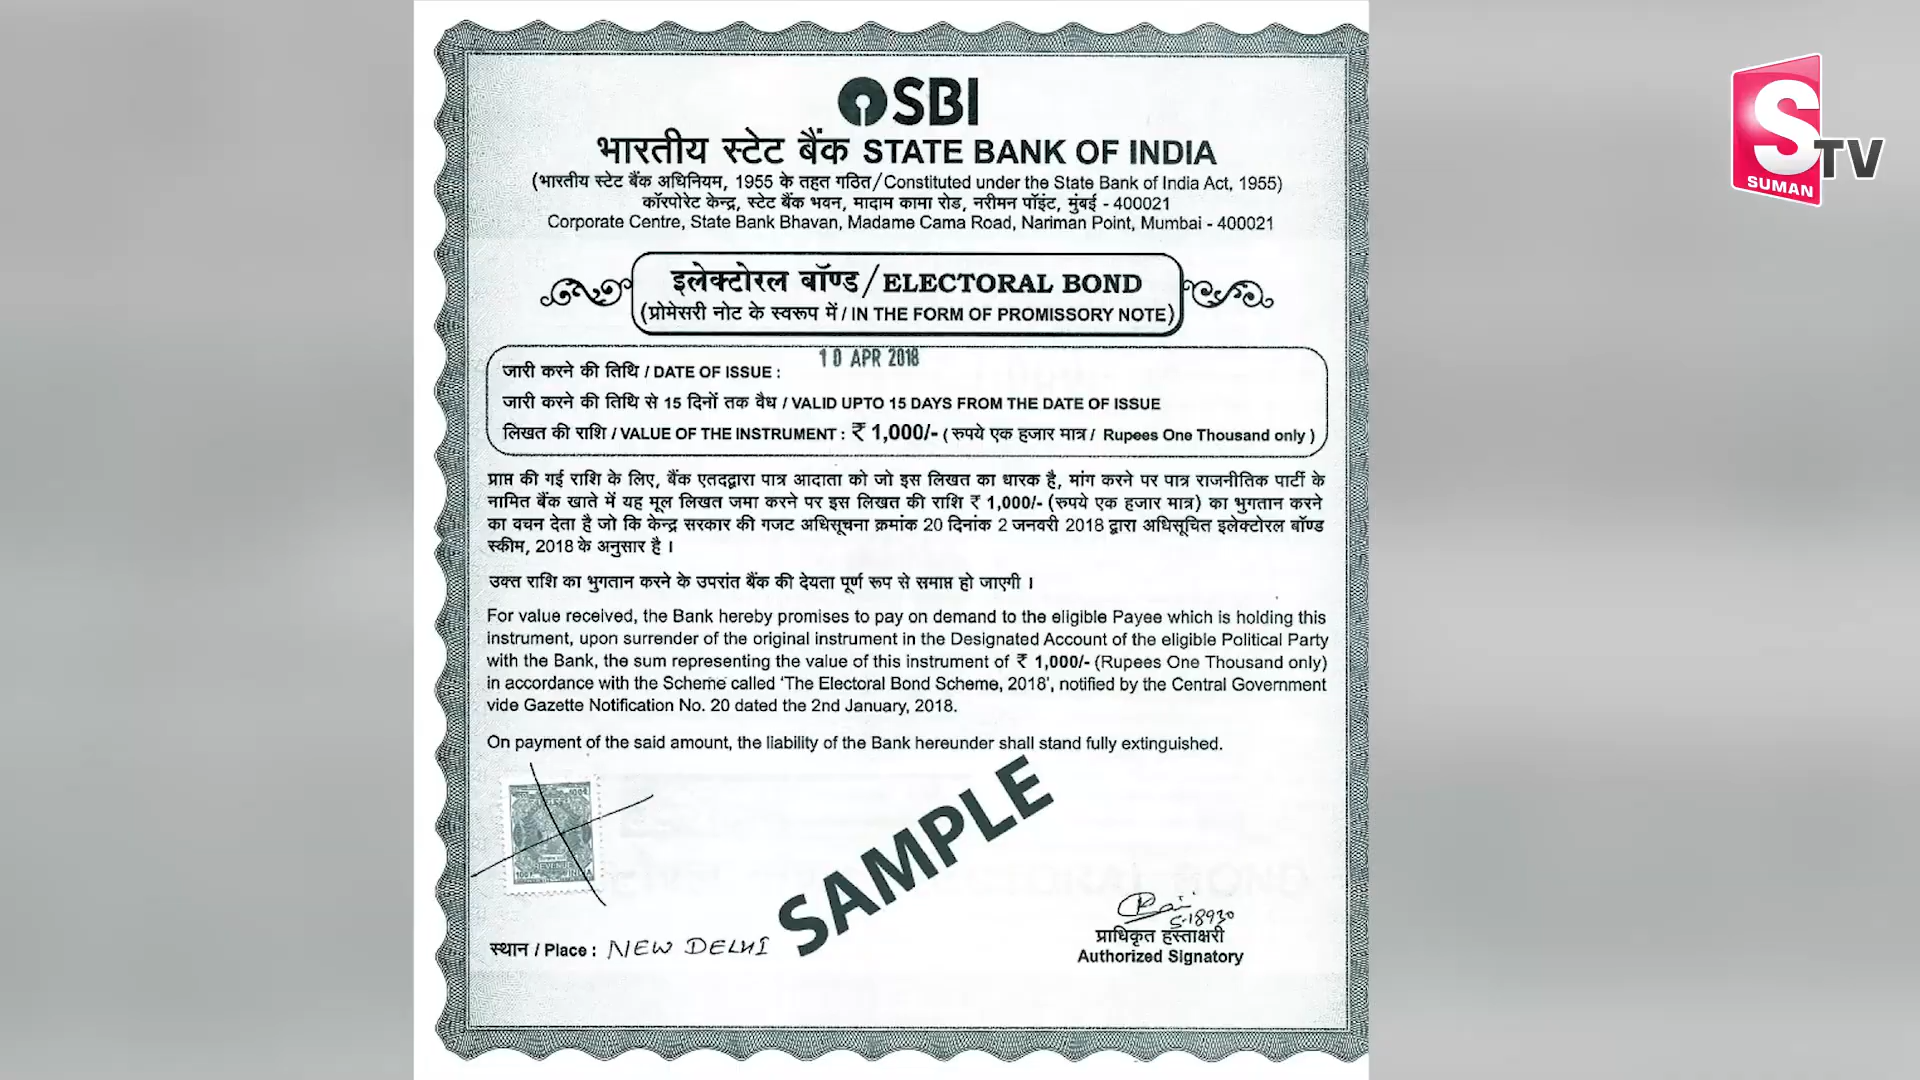 SBI
भारतीय स्टेट बैंक STATE BANK OF INDIA
(भारतीय स्टेट बैंक अधिनियम, 1955 के तहत गठित/Constituted under the State Bank of India Act, 1955)
कॉरपोरेट केन्द्र, स्टेट बैंक भवन, मादाम कामा रोड, नरीमन पॉइंट, मुंबई - 400021
Corporate Centre, State Bank Bhavan, Madame Cama Road, Nariman Point, Mumbai - 400021
इलेक्टोरल बॉण्ड/ELECTORAL BOND
(प्रोमेसरी नोट के स्वरूप में/ IN THE FORM OF PROMISSORY NOTE)
10 APR 2018
जारी करने की तिथि / DATE OF ISSUE :
जारी करने की तिथि से 15 दिनों तक वैध / VALID UPTO 15 DAYS FROM THE DATE OF ISSUE
लिखत की राशि / VALUE OF THE INSTRUMENT : ₹ 1,000/- ( रुपये एक हजार मात्र / Rupees One Thousand only )
प्राप्त की गई राशि के लिए, बैंक एतदद्वारा पात्र आदाता को जो इस लिखत का धारक है, मांग करने पर पात्र राजनीतिक पार्टी के
नामित बैंक खाते में यह मूल लिखत जमा करने पर इस लिखत की राशि ₹ 1,000/- (रुपये एक हजार मात्र) का भुगतान करने
का वचन देता है जो कि केन्द्र सरकार की गजट अधिसूचना क्रमांक 20 दिनांक 2 जनवरी 2018 द्वारा अधिसूचित इलेक्टोरल बॉण्ड
स्कीम, 2018 के अनुसार है ।
उक्त राशि का भुगतान करने के उपरांत बैंक की देयता पूर्ण रूप से समाप्त हो जाएगी ।
For value received, the Bank hereby promises to pay on demand to the eligible Payee which is holding this
instrument, upon surrender of the original instrument in the Designated Account of the eligible Political Party
with the Bank, the sum representing the value of this instrument of ₹ 1,000/- (Rupees One Thousand only)
in accordance with the Scheme called 'The Electoral Bond Scheme, 2018', notified by the Central Government
vide Gazette Notification No. 20 dated the 2nd January, 2018.
On payment of the said amount, the liability of the Bank hereunder shall stand fully extinguished.
REVENUE
INDIA
SAMPLE
S-18930
स्थान / Place : NEW DELHI
प्राधिकृत हस्ताक्षरी
Authorized Signatory
S TV
SUMAN